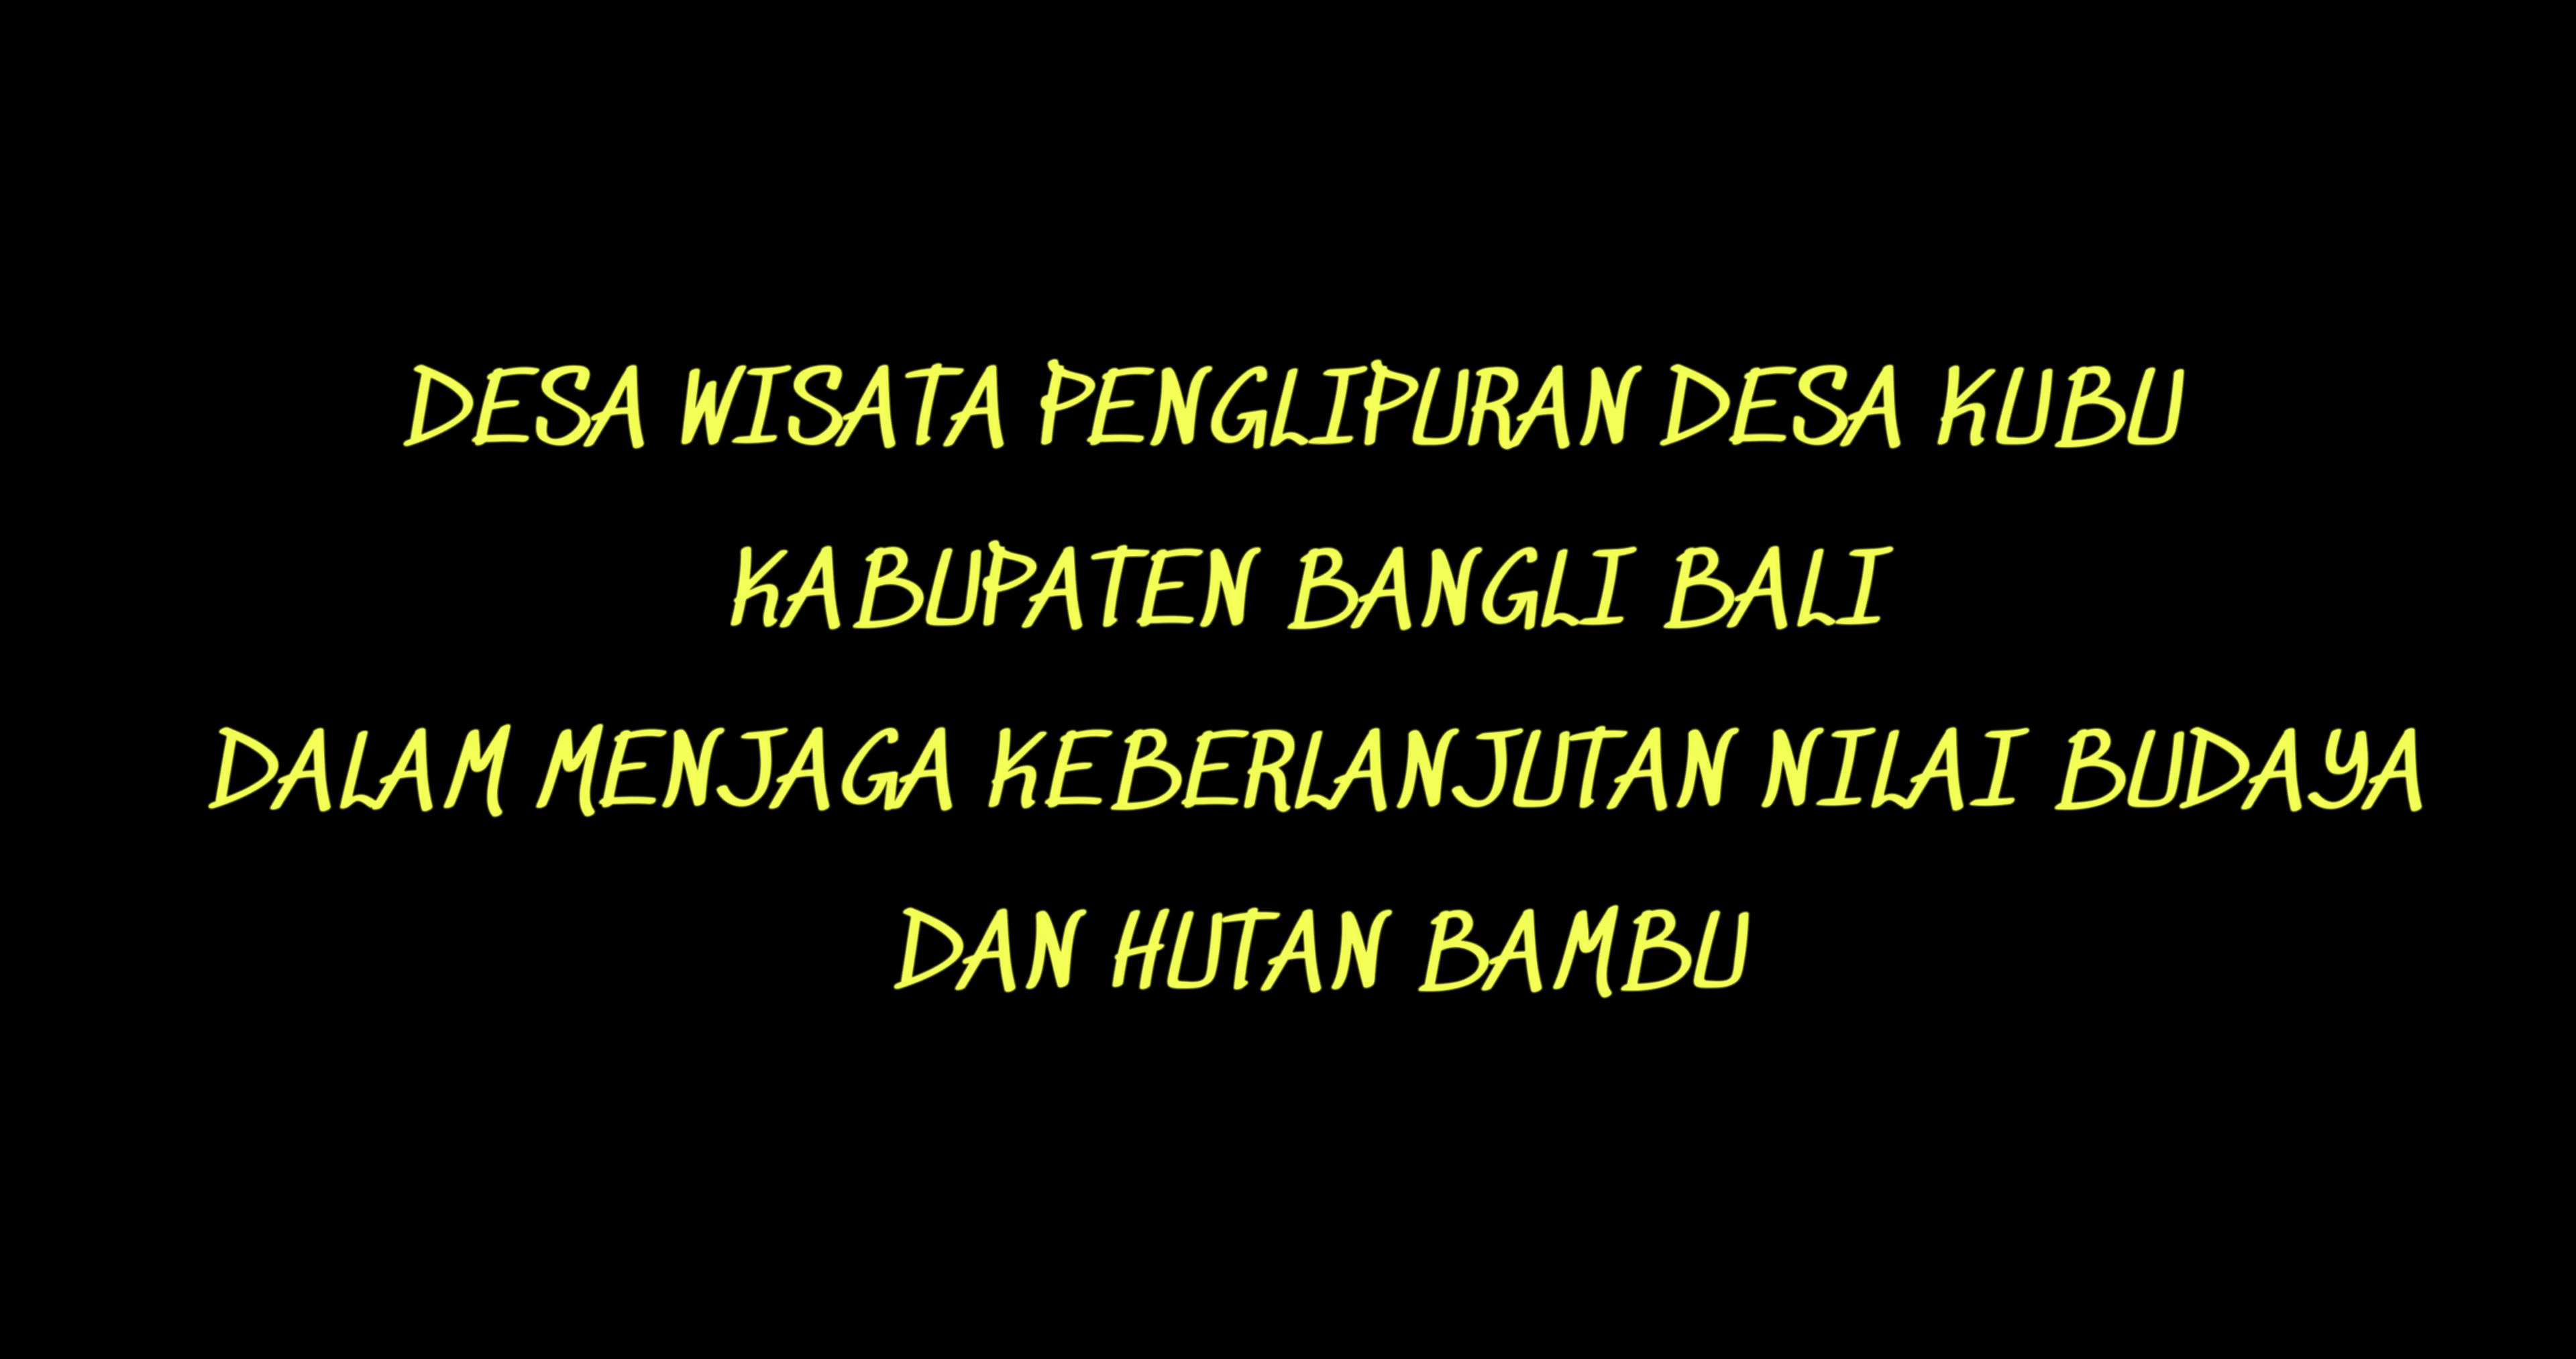 DESA WISATA PENGLIPURAN DESA KUBU
KABUPATEN BANGLI BALI
DALAM MENJAGA KEBERLANJUTAN NILAI BUDAYA
DAN HUTAN BAMBU